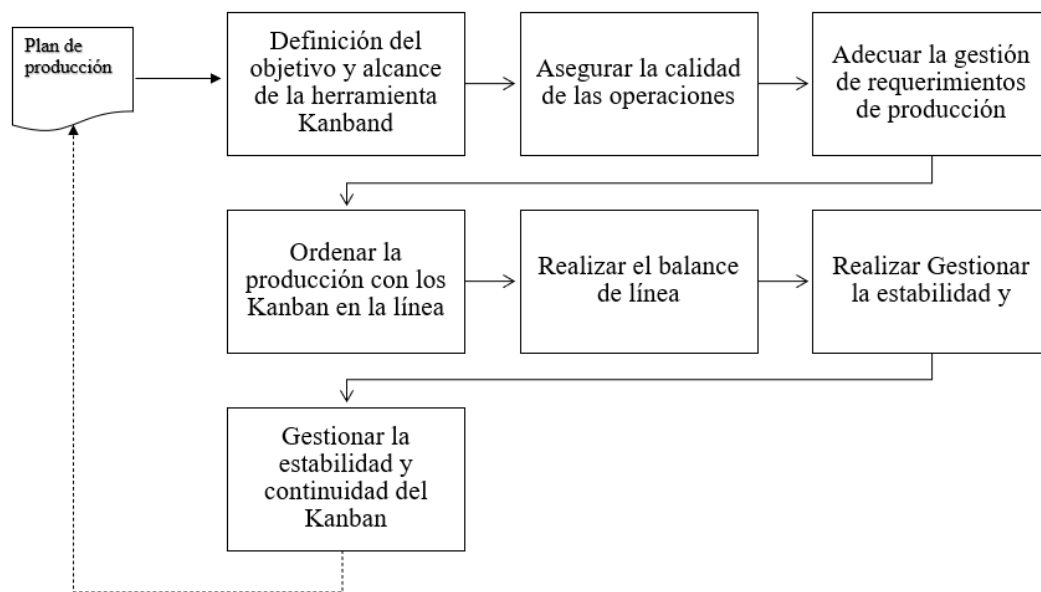 Plan de
producción
Definición del
objetivo y alcance
de la herramienta
Kanband
Asegurar la calidad
de las operaciones
Adecuar la gestión
de requerimientos
de producción
Ordenar la
producción con los
Kanban en la línea
Realizar el balance
de línea
Realizar Gestionar
la estabilidad y
Gestionar la
estabilidad y
continuidad del
Kanban